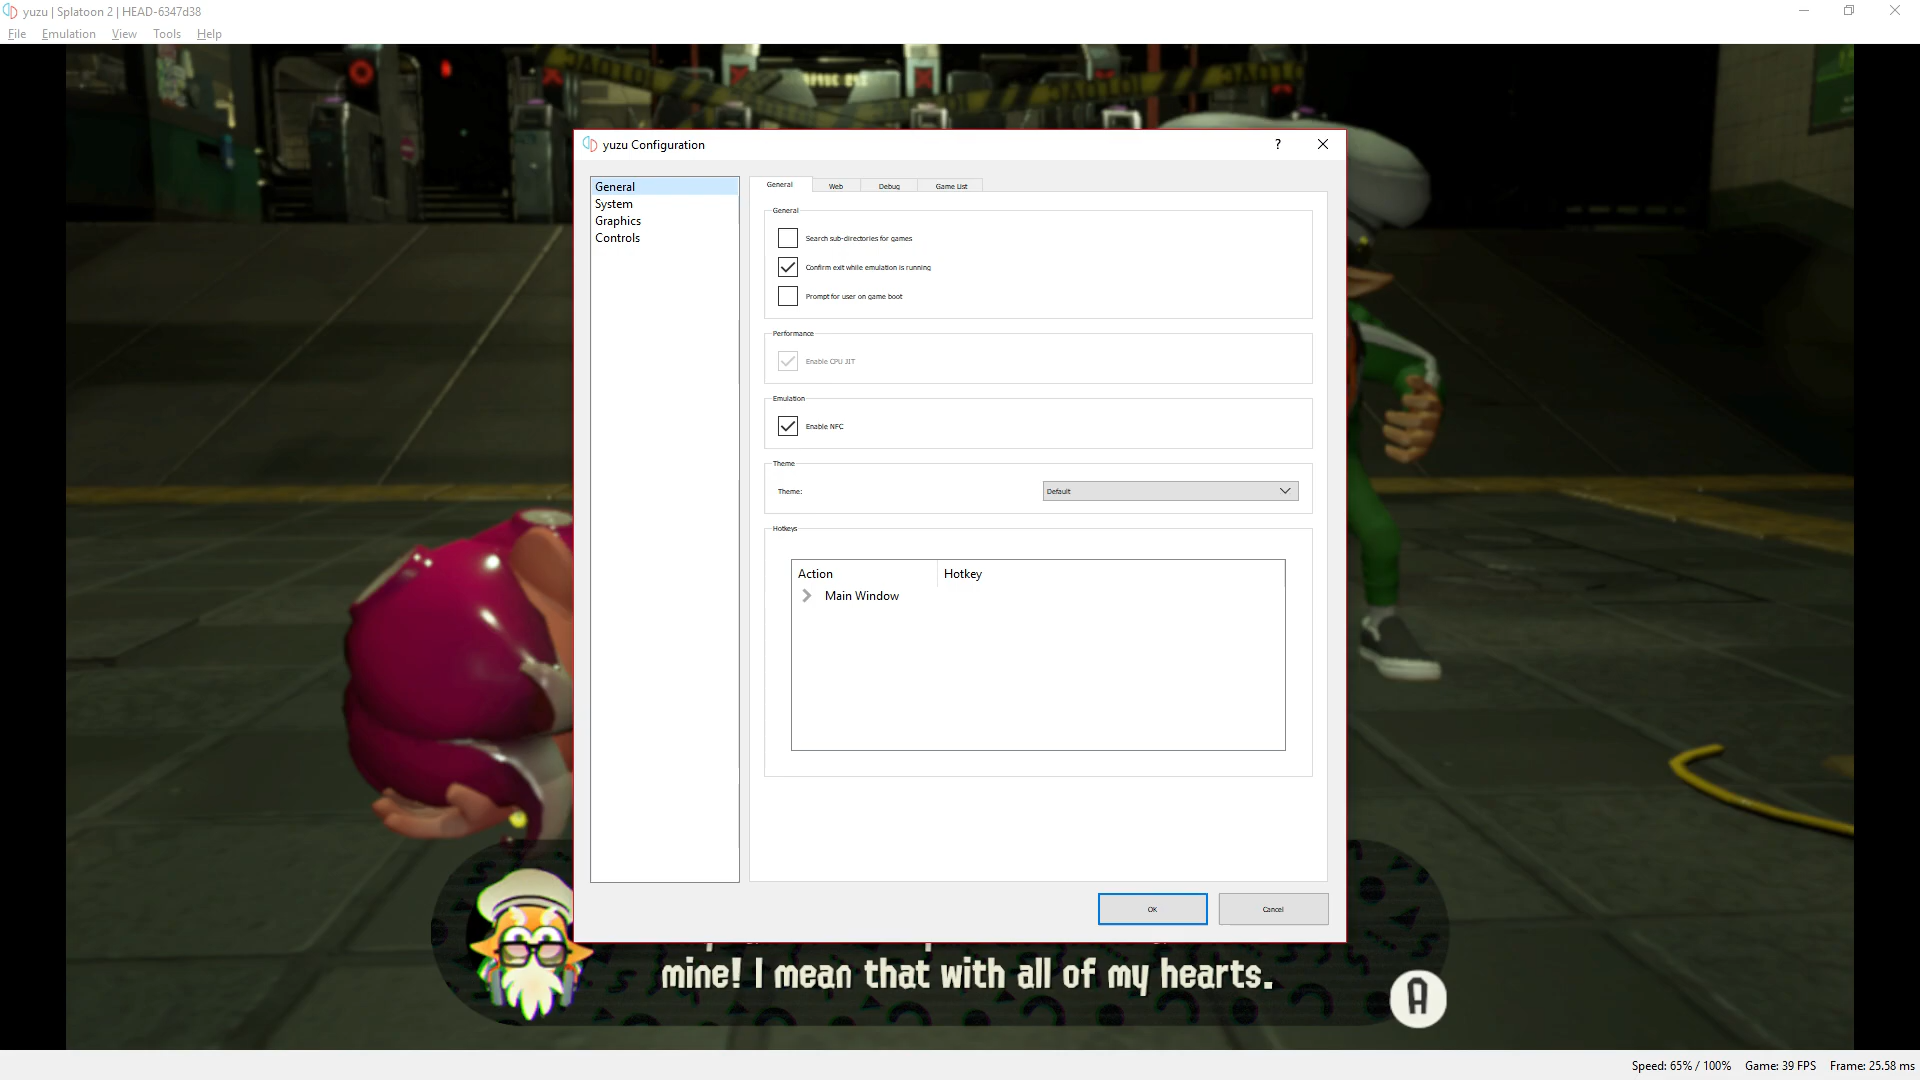 yuzu | Splatoon 2 | HEAD-6347d38
File Emulation View Tools Help
yuzu Configuration
?
General
System
Graphics
Controls
General Web Debug Game List
General
Search sub-directories for games
Confirm exit while emulation is running
Prompt for user on game boot
Performance
Enable CPU JIT
Emulation
Enable NFC
Theme
Theme: Default
Hotkeys
Action Hotkey
Main Window
OK Cancel
mine! I mean that with all of my hearts.
A
Speed: 65% / 100% Game: 39 FPS Frame: 25.58 ms